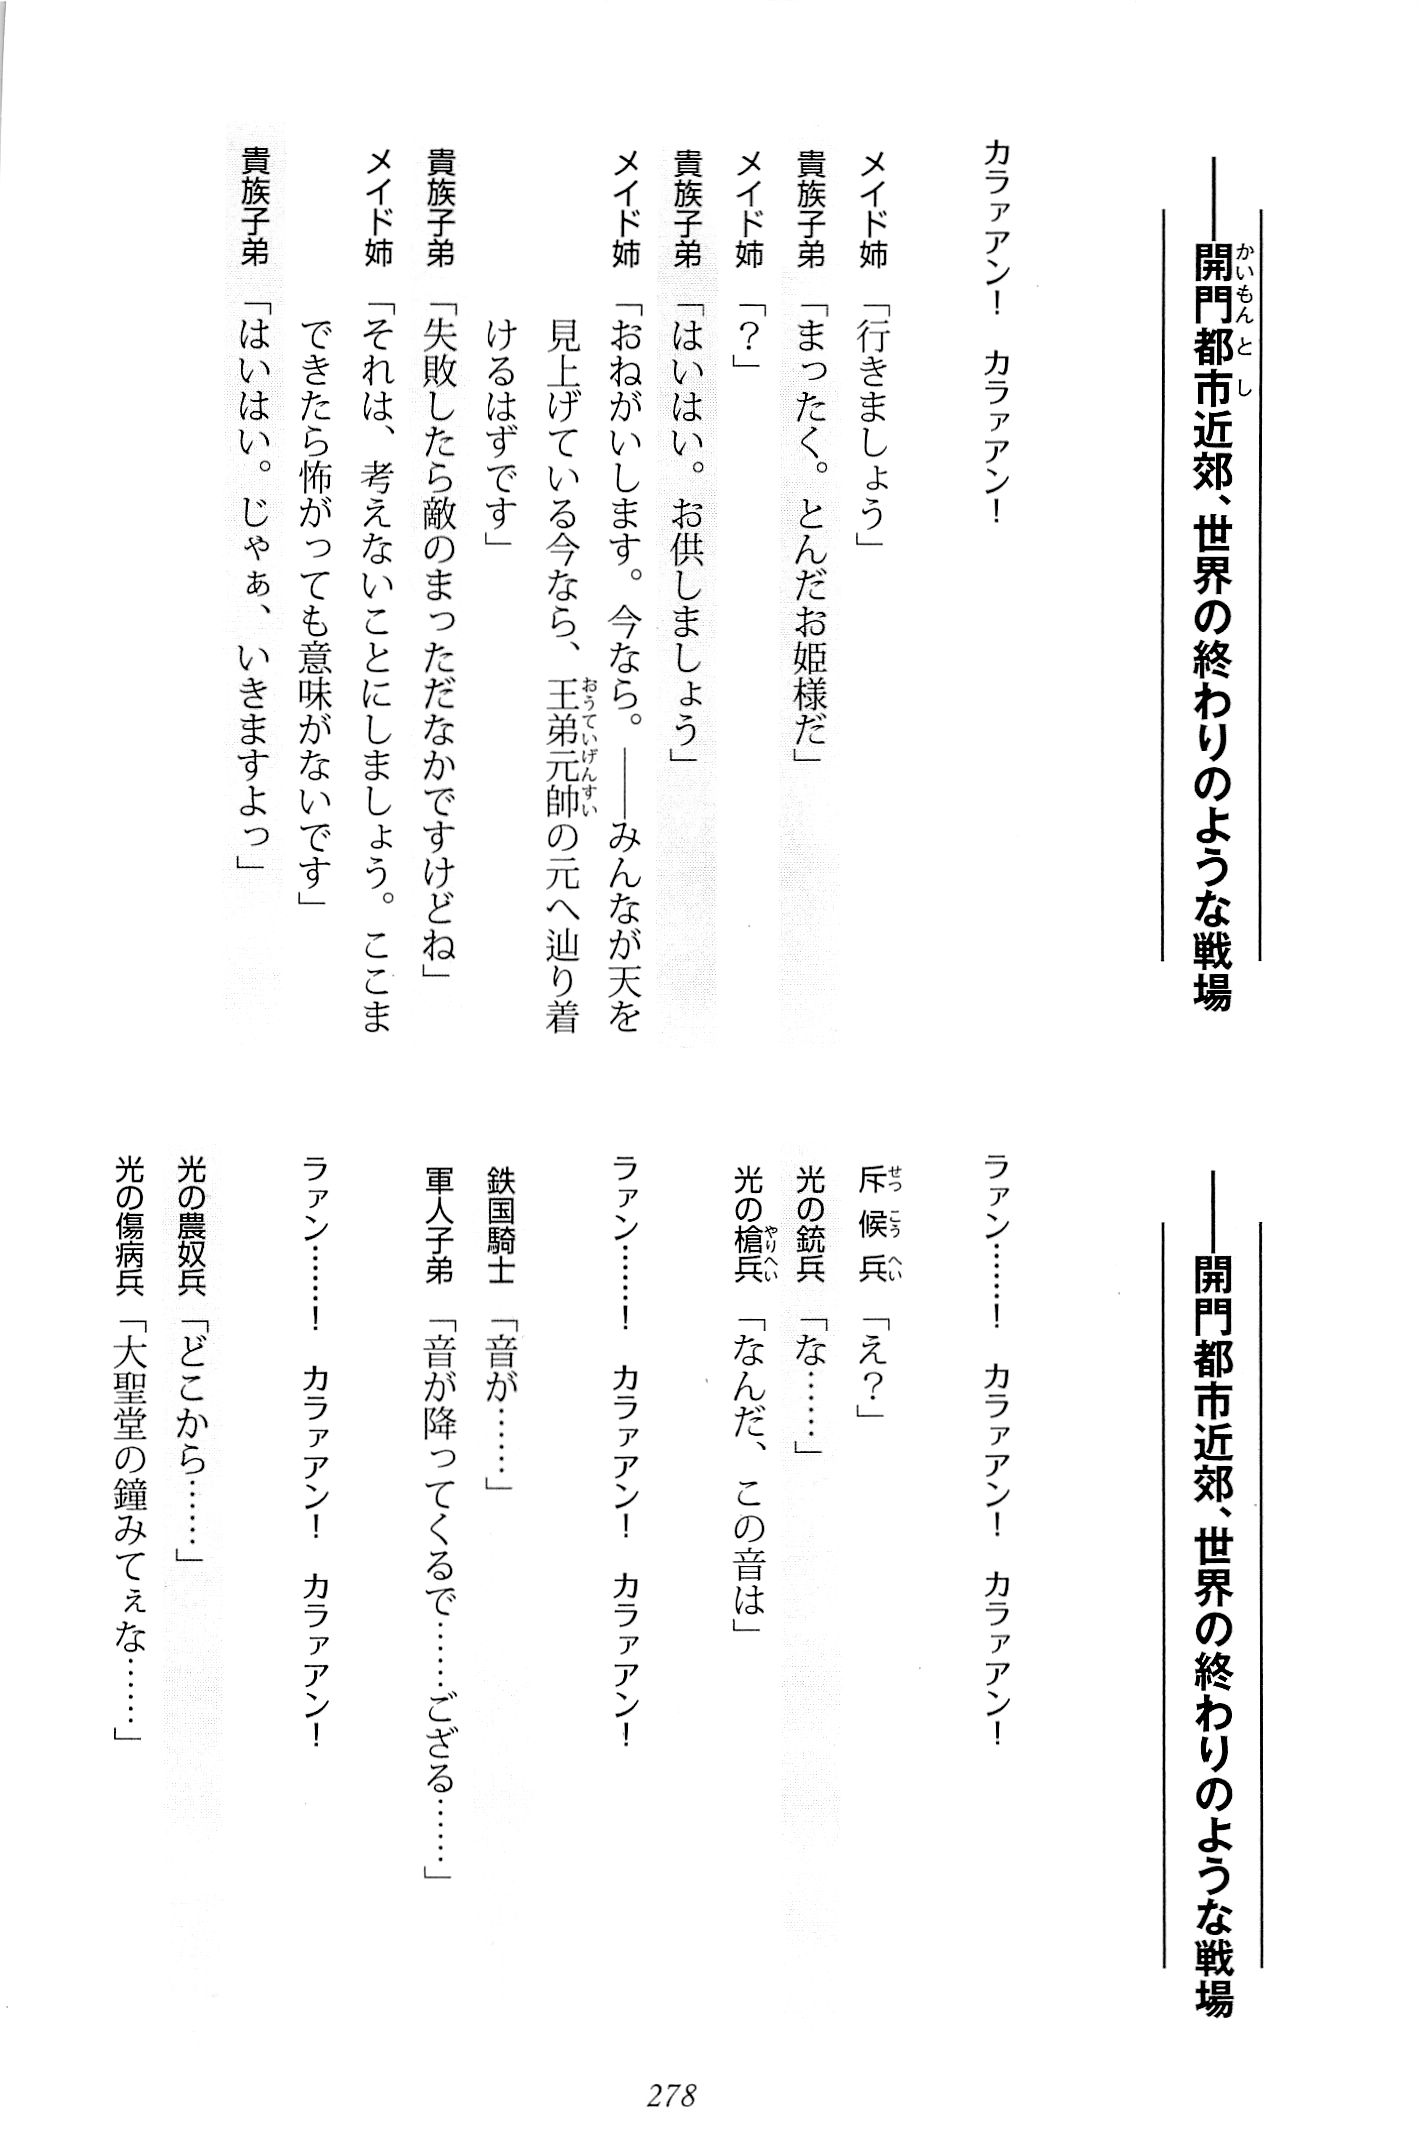 ――開門都市近郊、世界の終わりのような戦場
カラァアン！　カラァアン！
メイド姉「行きましょう」
貴族子弟「まったく。とんだお姫様だ」
メイド姉「？」
貴族子弟「はいはい。お供しましょう」
メイド姉「おねがいします。今なら。――みんなが天を
見上げている今なら、王弟元帥の元へ辿り着
けるはずです」
貴族子弟「失敗したら敵のまっただなかですけどね」
メイド姉「それは、考えないことにしましょう。ここま
できたら怖がっても意味がないです」
貴族子弟「はいはい。じゃぁ、いきますよっ」
――開門都市近郊、世界の終わりのような戦場
ラァン……！　カラァアン！　カラァアン！
斥候兵「え？」
光の銃兵「な……」
光の槍兵「なんだ、この音は」
ラァン……！　カラァアン！　カラァアン！
鉄国騎士「音が……」
軍人子弟「音が降ってくるで……ござる……」
ラァン……！　カラァアン！　カラァアン！
光の農奴兵「どこから……」
光の傷病兵「大聖堂の鐘みてぇな……」
278